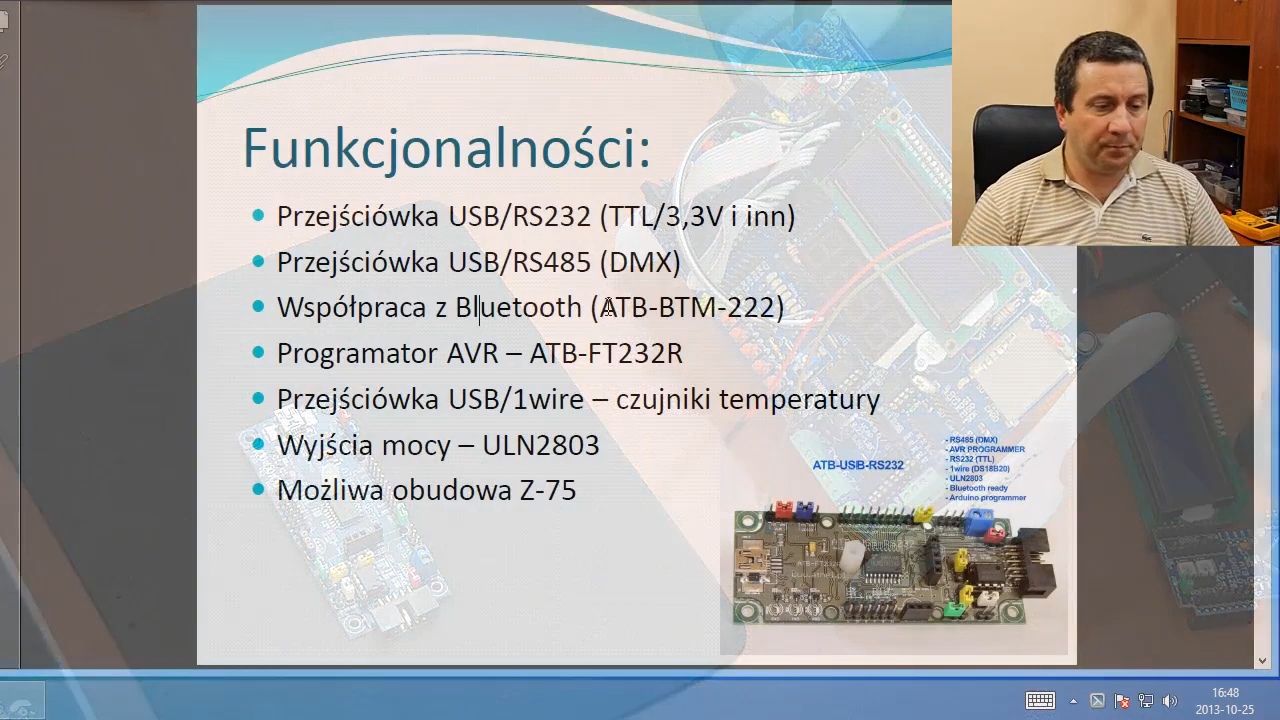 Funkcjonalności:
Przejściówka USB/RS232 (TTL/3,3V i inn)
Przejściówka USB/RS485 (DMX)
Współpraca z Bluetooth (ATB-BTM-222)
Programator AVR – ATB-FT232R
Przejściówka USB/1wire – czujniki temperatury
Wyjścia mocy – ULN2803
Możliwa obudowa Z-75
ATB-USB-RS232
- RS485 (DMX)
- AVR PROGRAMMER
- RS232 (TTL)
- 1wire (DS18B20)
- ULN2803
- Bluetooth ready
- Arduino programmer
16:48
2013-10-25